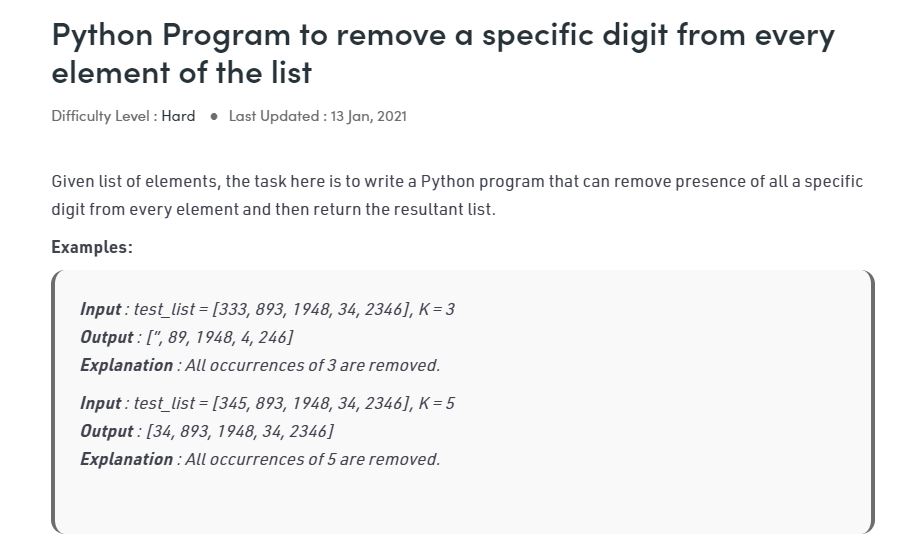 Python Program to remove a specific digit from every
element of the list
Difficulty Level : Hard ● Last Updated : 13 Jan, 2021
Given list of elements, the task here is to write a Python program that can remove presence of all a specific
digit from every element and then return the resultant list.
Examples:
Input : test_list = [333, 893, 1948, 34, 2346], K = 3
Output : [”, 89, 1948, 4, 246]
Explanation : All occurrences of 3 are removed.
Input : test_list = [345, 893, 1948, 34, 2346], K = 5
Output : [34, 893, 1948, 34, 2346]
Explanation : All occurrences of 5 are removed.